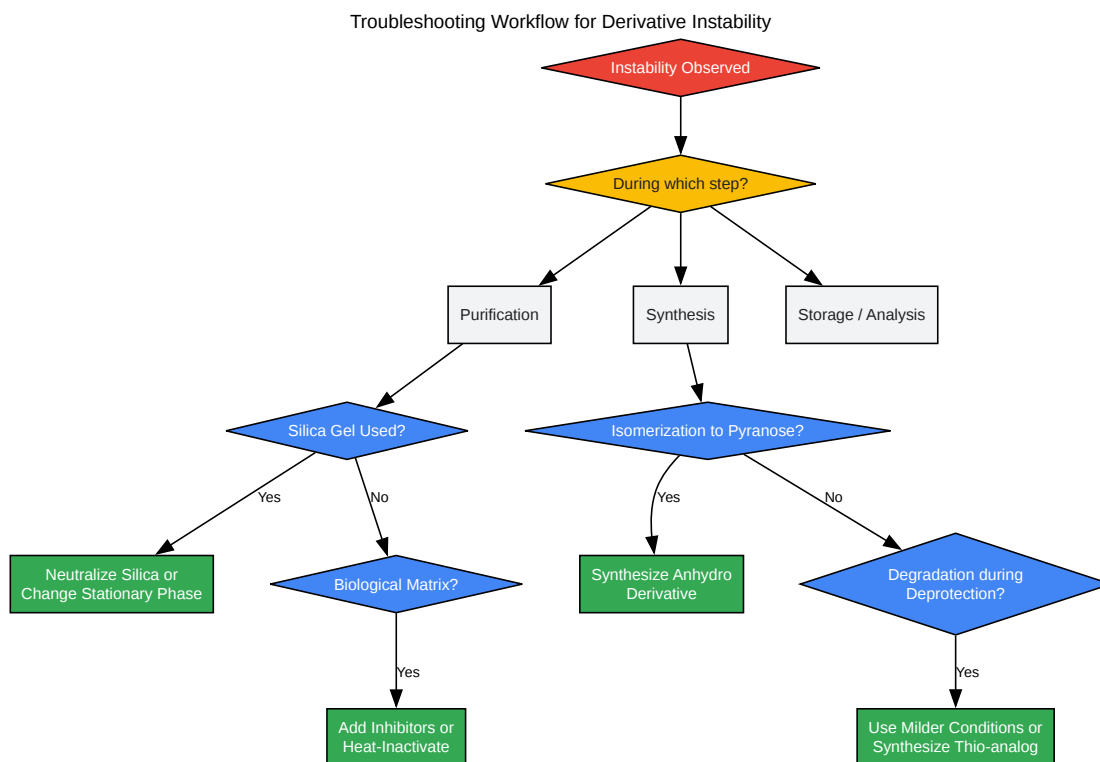 Troubleshooting Workflow for Derivative Instability
Instability Observed
During which step?
Purification
Synthesis
Storage / Analysis
Silica Gel Used?
Isomerization to Pyranose?
Yes
No
Yes
No
Neutralize Silica or
Change Stationary Phase
Biological Matrix?
Synthesize Anhydro
Derivative
Degradation during
Deprotection?
Yes
Yes
Add Inhibitors or
Heat-Inactivate
Use Milder Conditions or
Synthesize Thio-analog